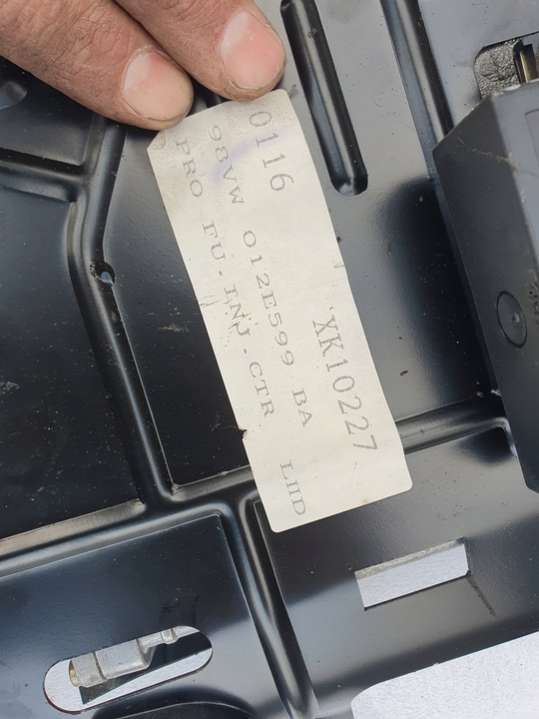 0116 XK10227
98VW 012E599 BA
PRO FU-INJ-CTR LHD